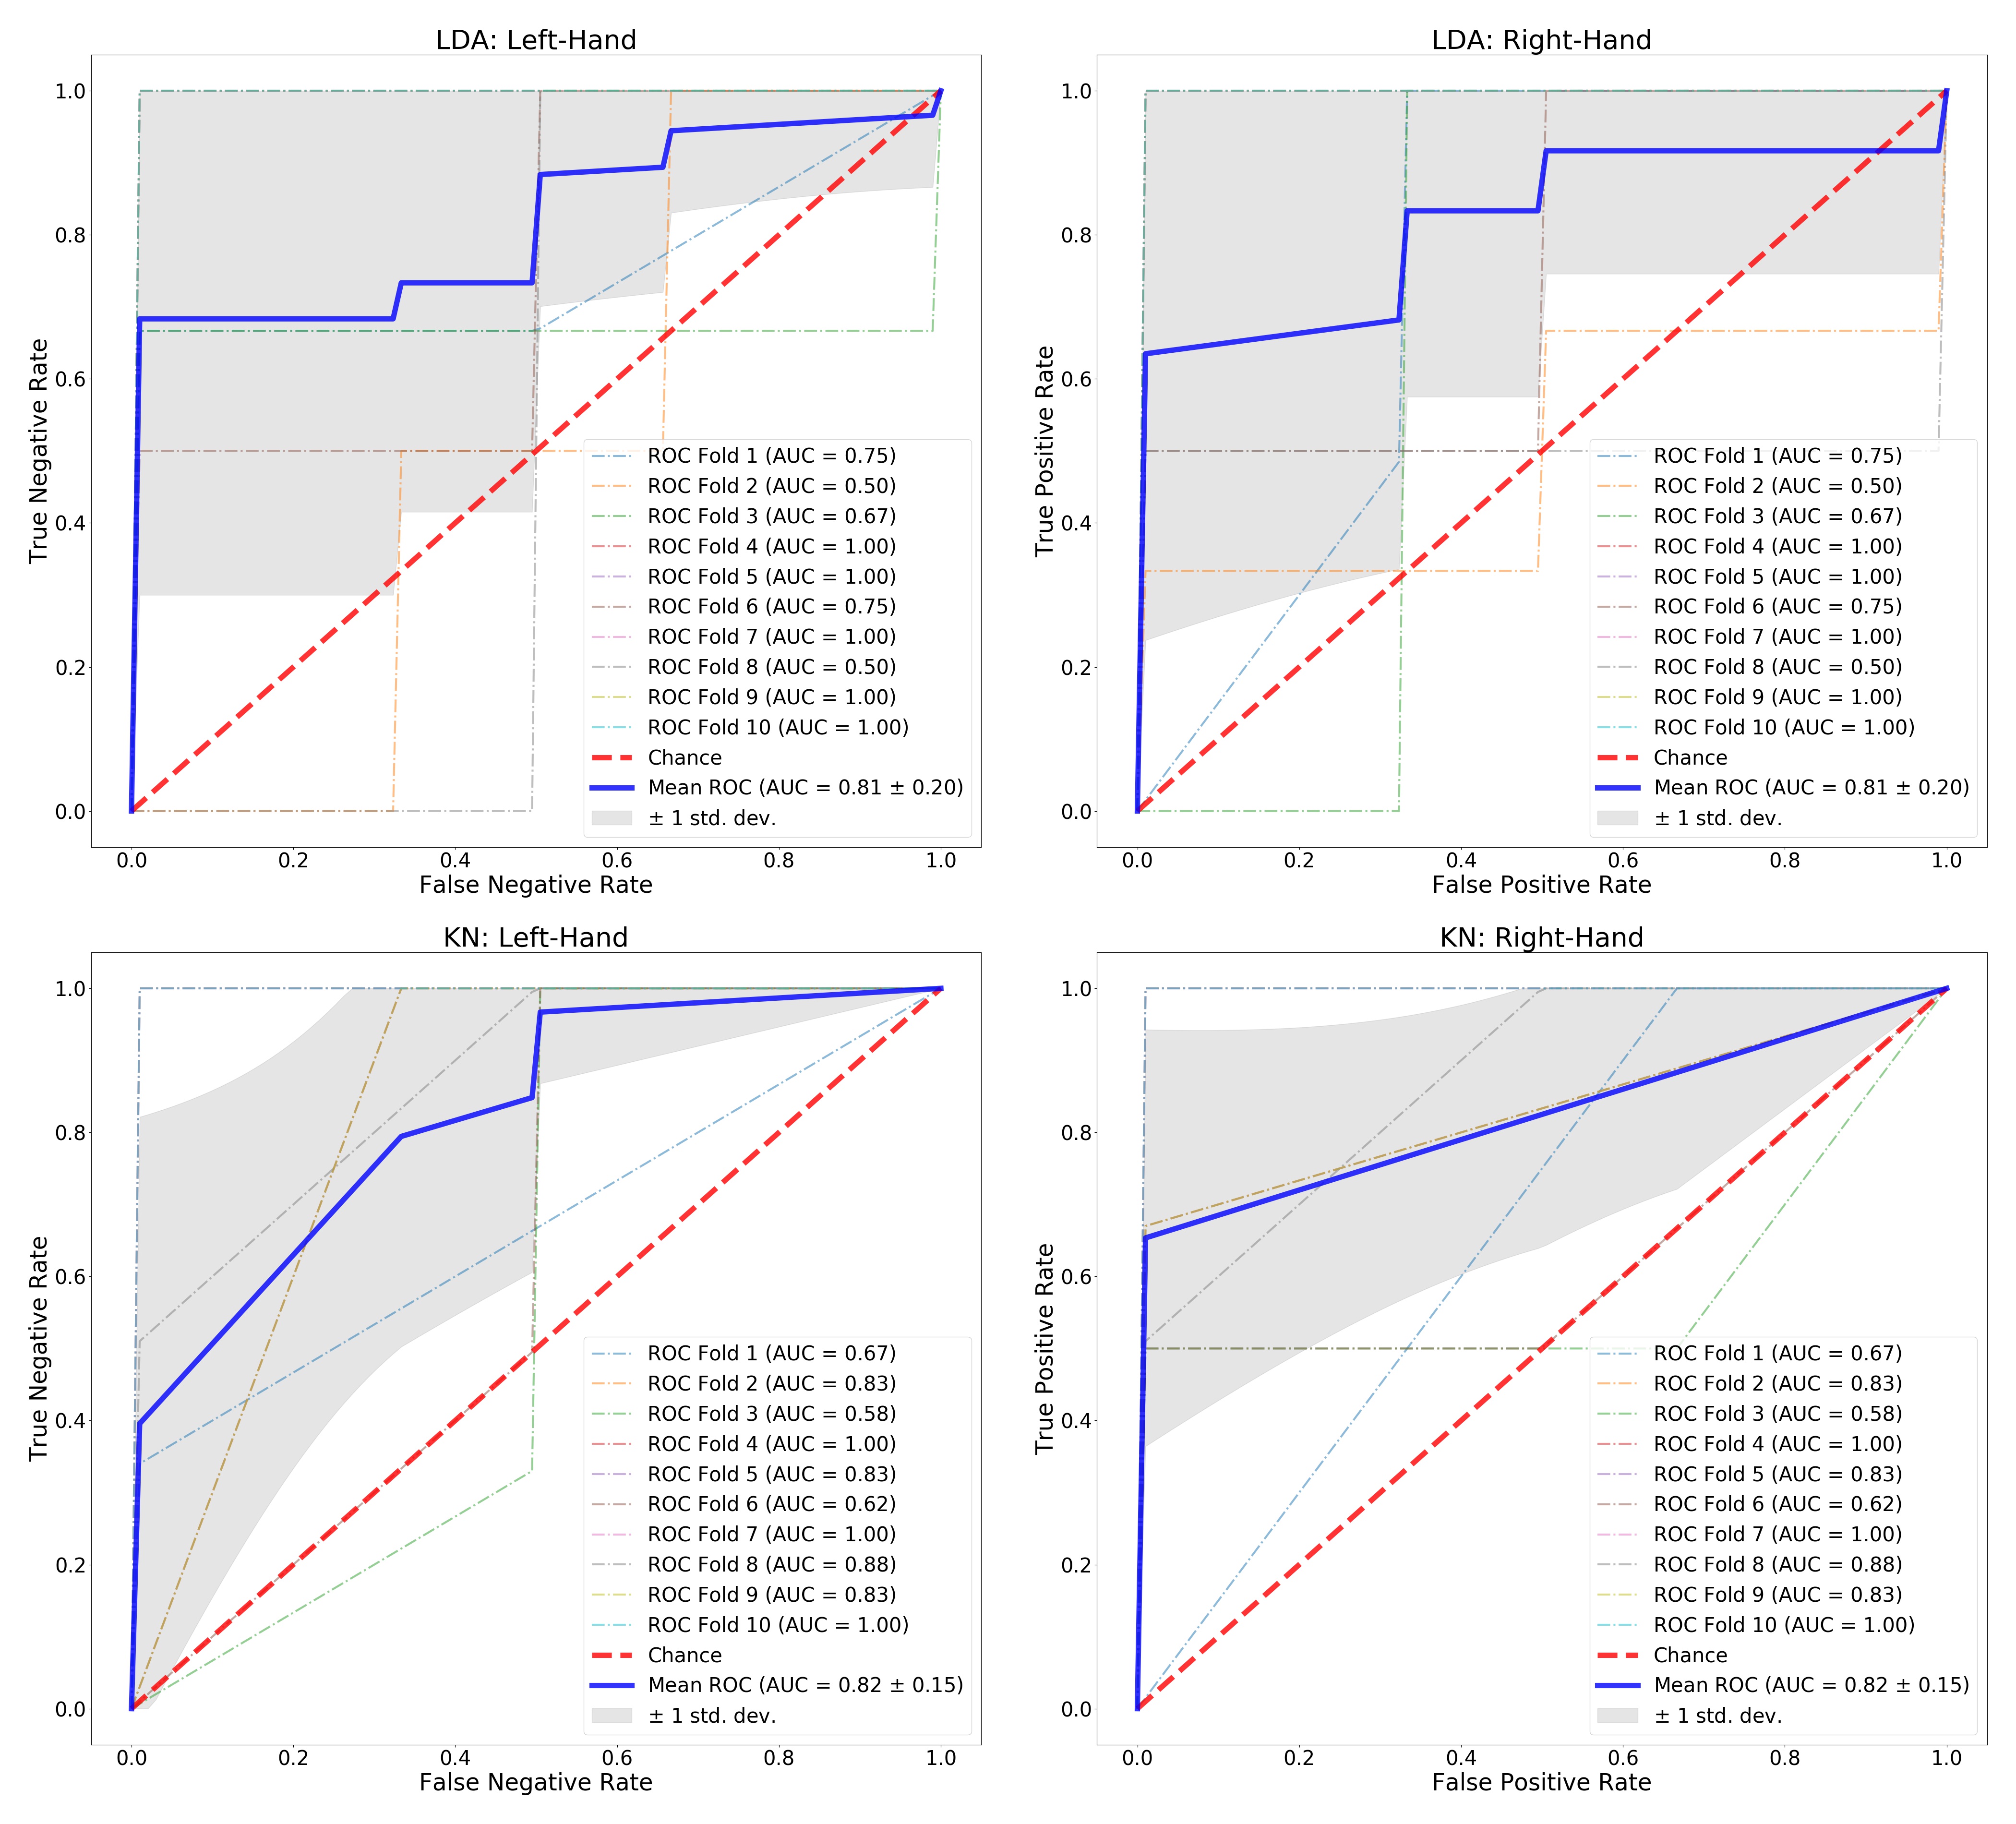 LDA: Left-Hand
True Negative Rate
1.0
0.8
0.6
0.4
0.2
0.0
ROC Fold 1 (AUC = 0.75)
ROC Fold 2 (AUC = 0.50)
ROC Fold 3 (AUC = 0.67)
ROC Fold 4 (AUC = 1.00)
ROC Fold 5 (AUC = 1.00)
ROC Fold 6 (AUC = 0.75)
ROC Fold 7 (AUC = 1.00)
ROC Fold 8 (AUC = 0.50)
ROC Fold 9 (AUC = 1.00)
ROC Fold 10 (AUC = 1.00)
Chance
Mean ROC (AUC = 0.81 ± 0.20)
± 1 std. dev.
0.0 0.2 0.4 0.6 0.8 1.0
False Negative Rate
LDA: Right-Hand
True Positive Rate
1.0
0.8
0.6
0.4
0.2
0.0
ROC Fold 1 (AUC = 0.75)
ROC Fold 2 (AUC = 0.50)
ROC Fold 3 (AUC = 0.67)
ROC Fold 4 (AUC = 1.00)
ROC Fold 5 (AUC = 1.00)
ROC Fold 6 (AUC = 0.75)
ROC Fold 7 (AUC = 1.00)
ROC Fold 8 (AUC = 0.50)
ROC Fold 9 (AUC = 1.00)
ROC Fold 10 (AUC = 1.00)
Chance
Mean ROC (AUC = 0.81 ± 0.20)
± 1 std. dev.
0.0 0.2 0.4 0.6 0.8 1.0
False Positive Rate
KN: Left-Hand
True Negative Rate
1.0
0.8
0.6
0.4
0.2
0.0
ROC Fold 1 (AUC = 0.67)
ROC Fold 2 (AUC = 0.83)
ROC Fold 3 (AUC = 0.58)
ROC Fold 4 (AUC = 1.00)
ROC Fold 5 (AUC = 0.83)
ROC Fold 6 (AUC = 0.62)
ROC Fold 7 (AUC = 1.00)
ROC Fold 8 (AUC = 0.88)
ROC Fold 9 (AUC = 0.83)
ROC Fold 10 (AUC = 1.00)
Chance
Mean ROC (AUC = 0.82 ± 0.15)
± 1 std. dev.
0.0 0.2 0.4 0.6 0.8 1.0
False Negative Rate
KN: Right-Hand
True Positive Rate
1.0
0.8
0.6
0.4
0.2
0.0
ROC Fold 1 (AUC = 0.67)
ROC Fold 2 (AUC = 0.83)
ROC Fold 3 (AUC = 0.58)
ROC Fold 4 (AUC = 1.00)
ROC Fold 5 (AUC = 0.83)
ROC Fold 6 (AUC = 0.62)
ROC Fold 7 (AUC = 1.00)
ROC Fold 8 (AUC = 0.88)
ROC Fold 9 (AUC = 0.83)
ROC Fold 10 (AUC = 1.00)
Chance
Mean ROC (AUC = 0.82 ± 0.15)
± 1 std. dev.
0.0 0.2 0.4 0.6 0.8 1.0
False Positive Rate